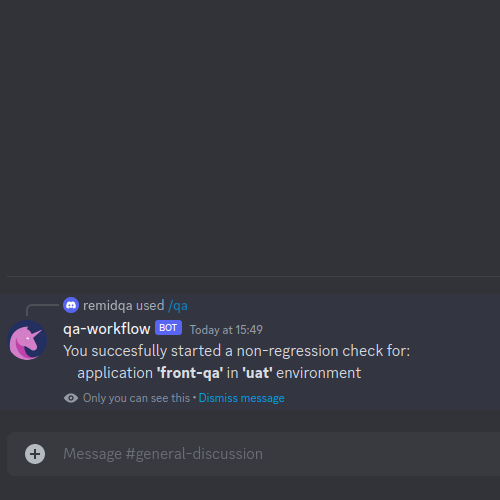 remidqa used /qa
qa-workflow BOT Today at 15:49
You succesfully started a non-regression check for:
application 'front-qa' in 'uat' environment
Only you can see this • Dismiss message
Message #general-discussion